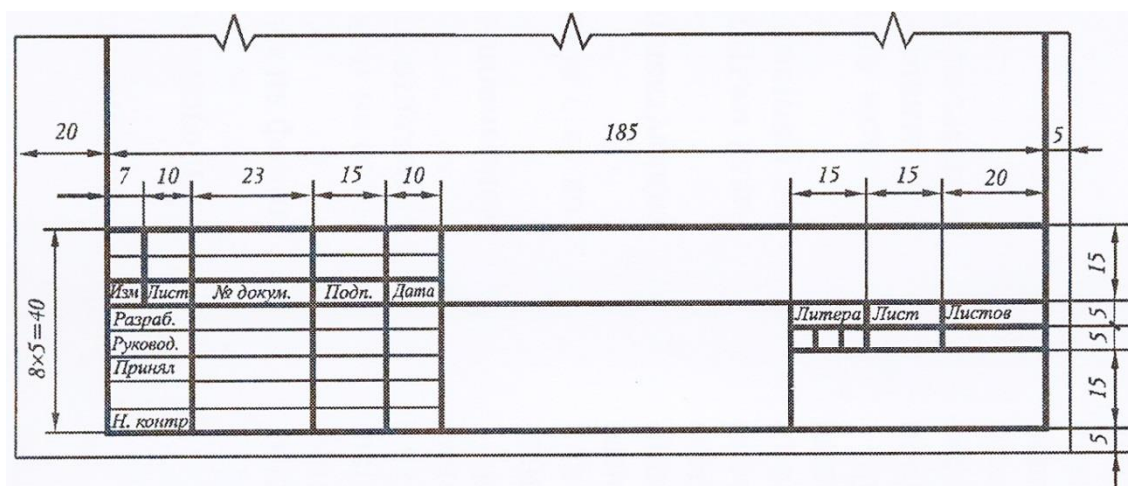 20 185 5
7 10 23 15 10 15 15 20
15
Изм Лист № докум. Подп. Дата
8×5=40
Разраб. Литера Лист Листов 5
Руковод. 5
Принял
15
Н. контр
5